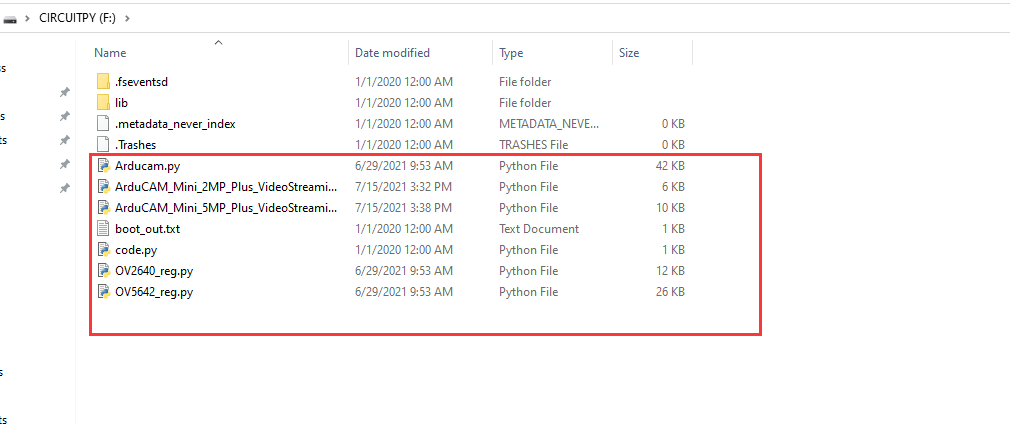 CIRCUITPY (F:)
Name Date modified Type Size
.fseventsd 1/1/2020 12:00 AM File folder
lib 1/1/2020 12:00 AM File folder
.metadata_never_index 1/1/2020 12:00 AM METADATA_NEVE... 0 KB
.Trashes 1/1/2020 12:00 AM TRASHES File 0 KB
Arducam.py 6/29/2021 9:53 AM Python File 42 KB
ArduCAM_Mini_2MP_Plus_VideoStreami... 7/15/2021 3:32 PM Python File 6 KB
ArduCAM_Mini_5MP_Plus_VideoStreami... 7/15/2021 3:38 PM Python File 10 KB
boot_out.txt 1/1/2020 12:00 AM Text Document 1 KB
code.py 1/1/2020 12:00 AM Python File 1 KB
OV2640_reg.py 6/29/2021 9:53 AM Python File 12 KB
OV5642_reg.py 6/29/2021 9:53 AM Python File 26 KB